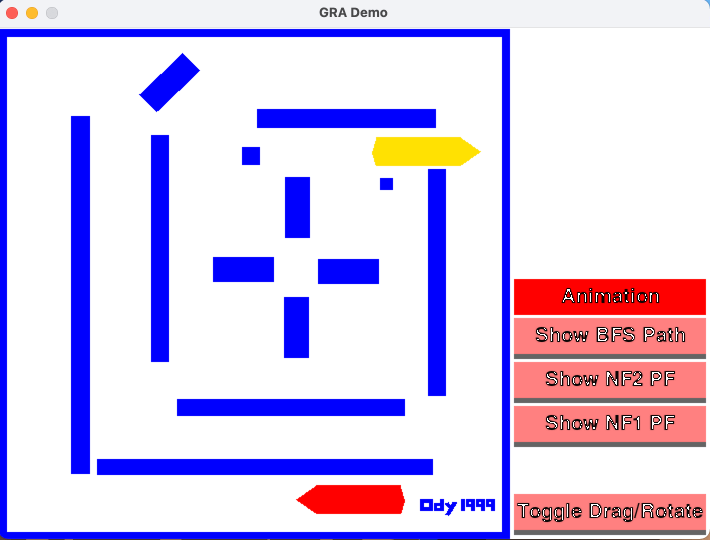 GRA Demo
Animation
Show BFS Path
Show NF2 PF
Show NF1 PF
Ody 1999
Toggle Drag/Rotate